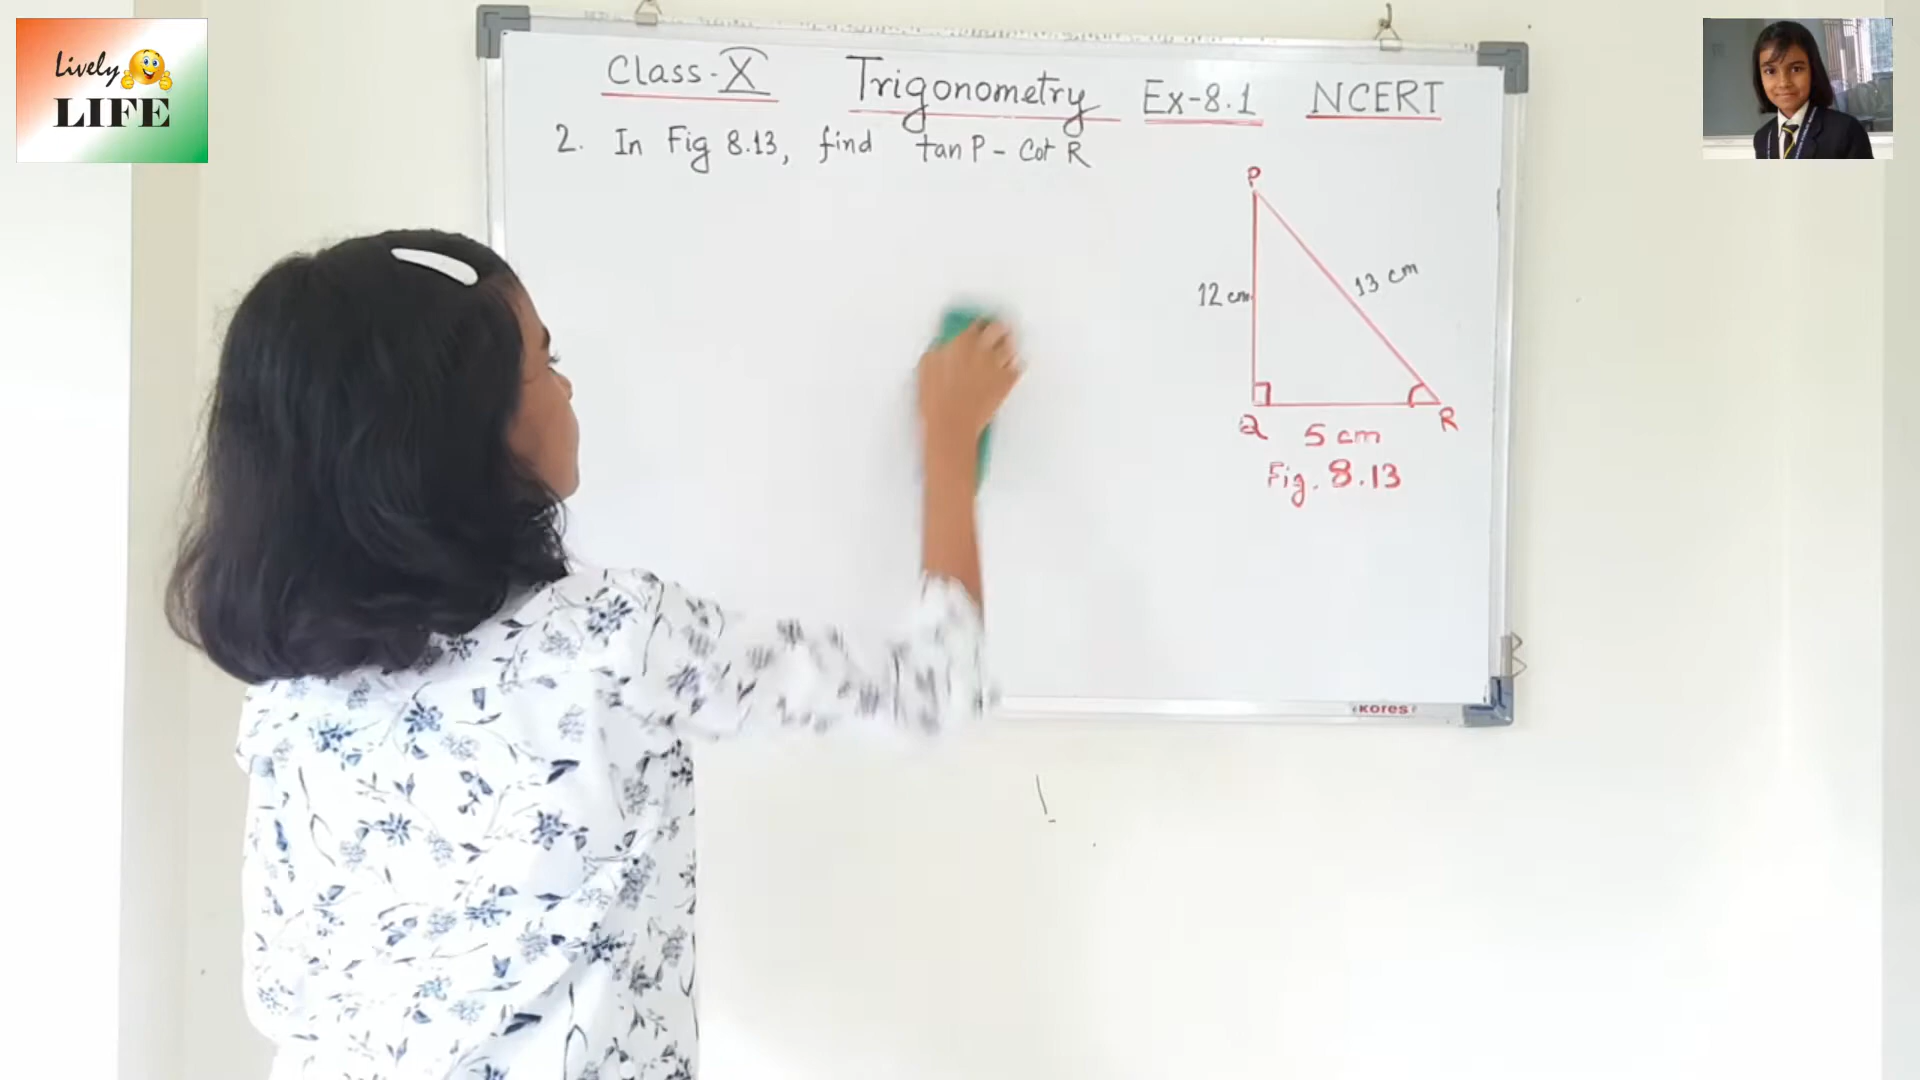 Lively
LIFE
Class-X Trigonometry Ex-8.1 NCERT
2. In Fig 8.13, find tan P - Cot R
P
12 cm
13 cm
Q
R
5 cm
Fig. 8.13
kores